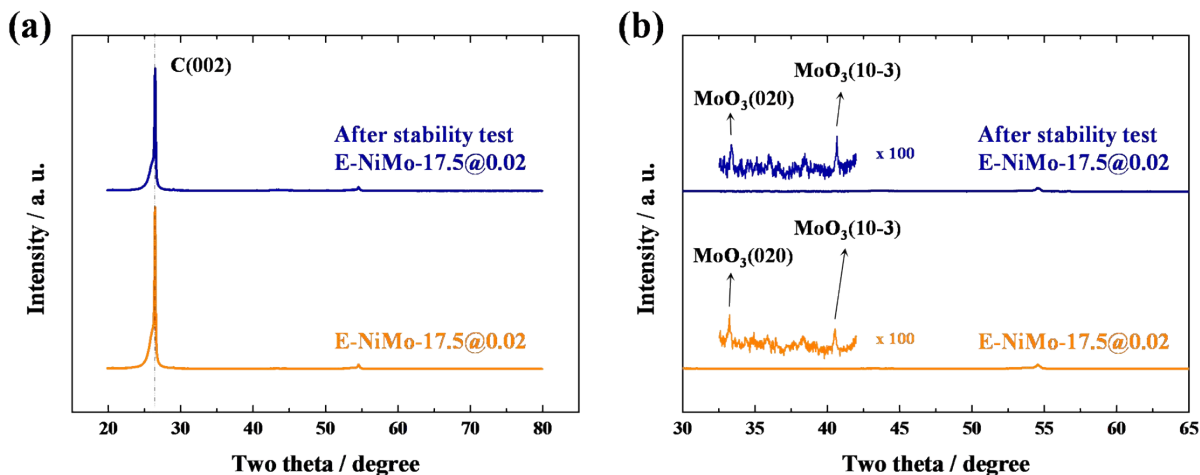 (a)
C(002)
After stability test
E-NiMo-17.5@0.02
E-NiMo-17.5@0.02
Intensity / a. u.
20 30 40 50 60 70 80
Two theta / degree
(b)
MoO₃(10-3)
MoO₃(020)
After stability test
x 100
E-NiMo-17.5@0.02
MoO₃(10-3)
MoO₃(020)
x 100
E-NiMo-17.5@0.02
Intensity / a. u.
30 35 40 45 50 55 60 65
Two theta / degree